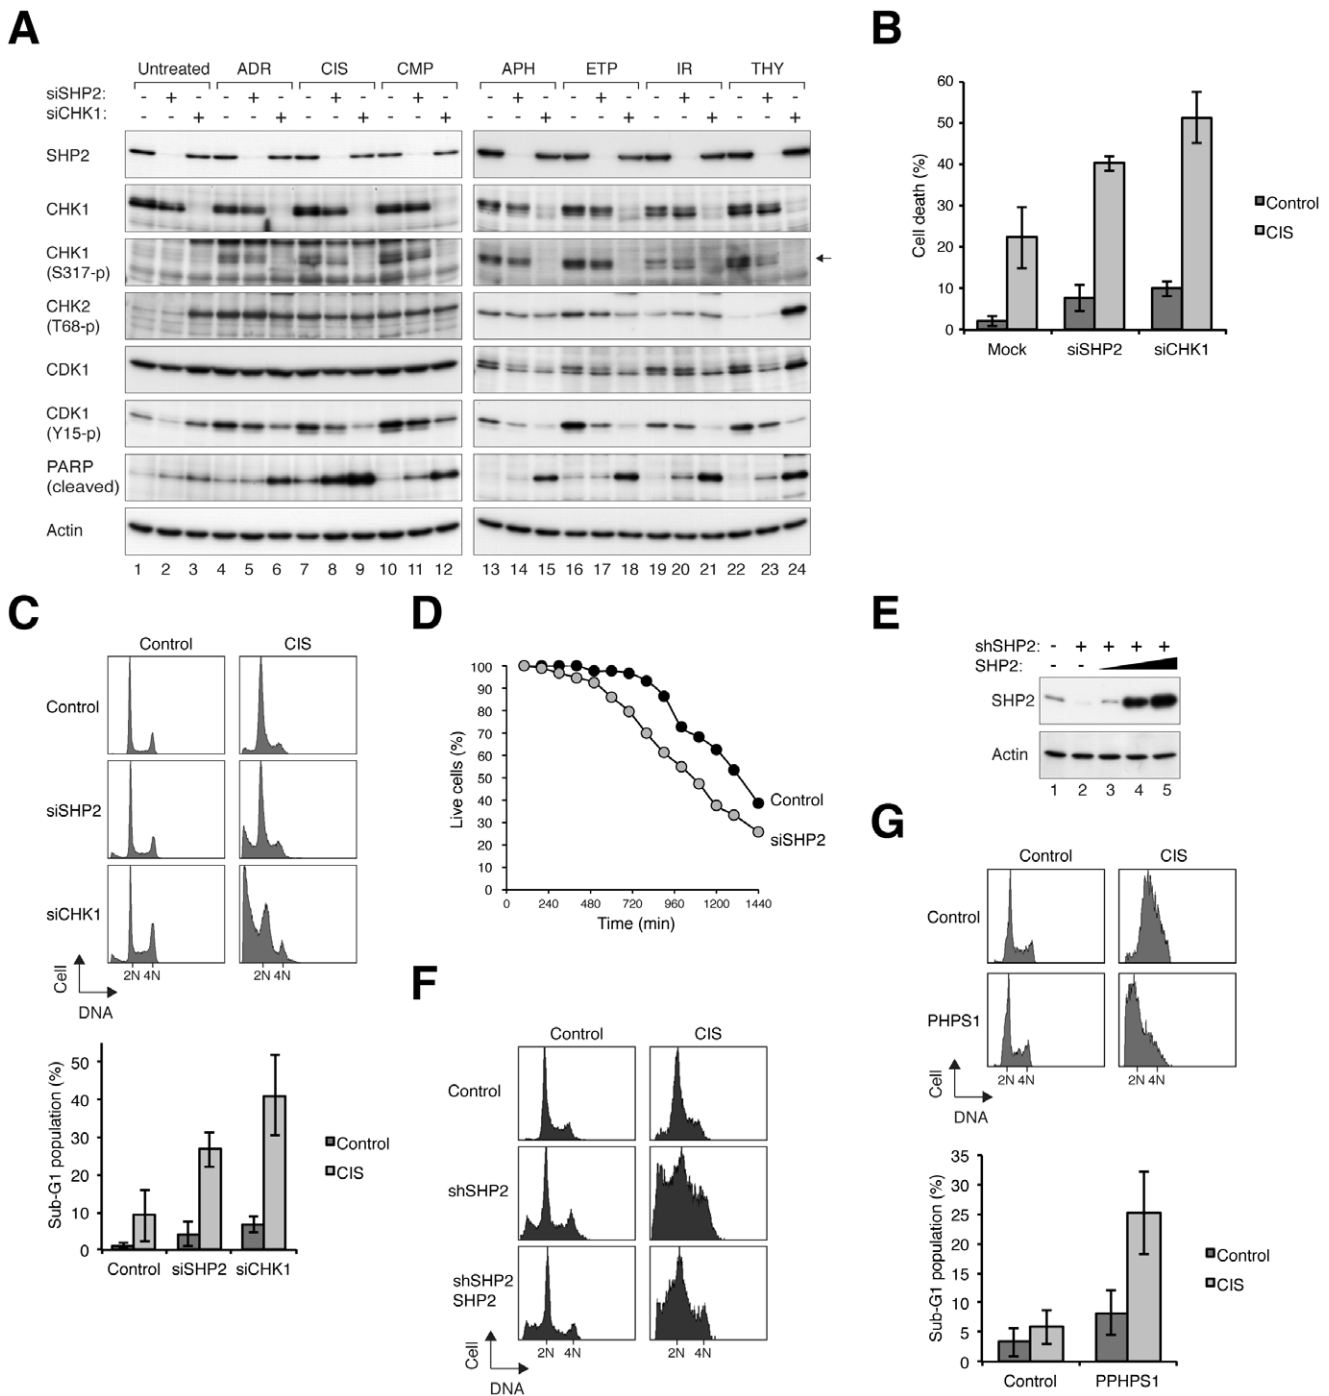 A
Untreated ADR CIS CMP APH ETP IR THY
siSHP2: - + - - + - - + - - + - - + - - + - - + - - + -
siCHK1: - - + - - + - - + - - + - - + - - + - - + - - +
SHP2
CHK1
CHK1
(S317-p)
CHK2
(T68-p)
CDK1
CDK1
(Y15-p)
PARP
(cleaved)
Actin
1 2 3 4 5 6 7 8 9 10 11 12 13 14 15 16 17 18 19 20 21 22 23 24
B
Cell death (%)
60
50
40
30
20
10
0
Mock siSHP2 siCHK1
Control
CIS
C
Control CIS
Control
siSHP2
siCHK1
2N 4N 2N 4N
Cell
DNA
Sub-G1 population (%)
50
40
30
20
10
0
Control siSHP2 siCHK1
Control
CIS
D
Live cells (%)
100
90
80
70
60
50
40
30
20
10
0
0 240 480 720 960 1200 1440
Time (min)
Control
siSHP2
E
shSHP2: - + + + +
SHP2: - -
SHP2
Actin
1 2 3 4 5
F
Control CIS
Control
shSHP2
shSHP2
SHP2
2N 4N 2N 4N
Cell
DNA
G
Control CIS
Control
PHPS1
2N 4N 2N 4N
Cell
DNA
Sub-G1 population (%)
35
30
25
20
15
10
5
0
Control PPHPS1
Control
CIS